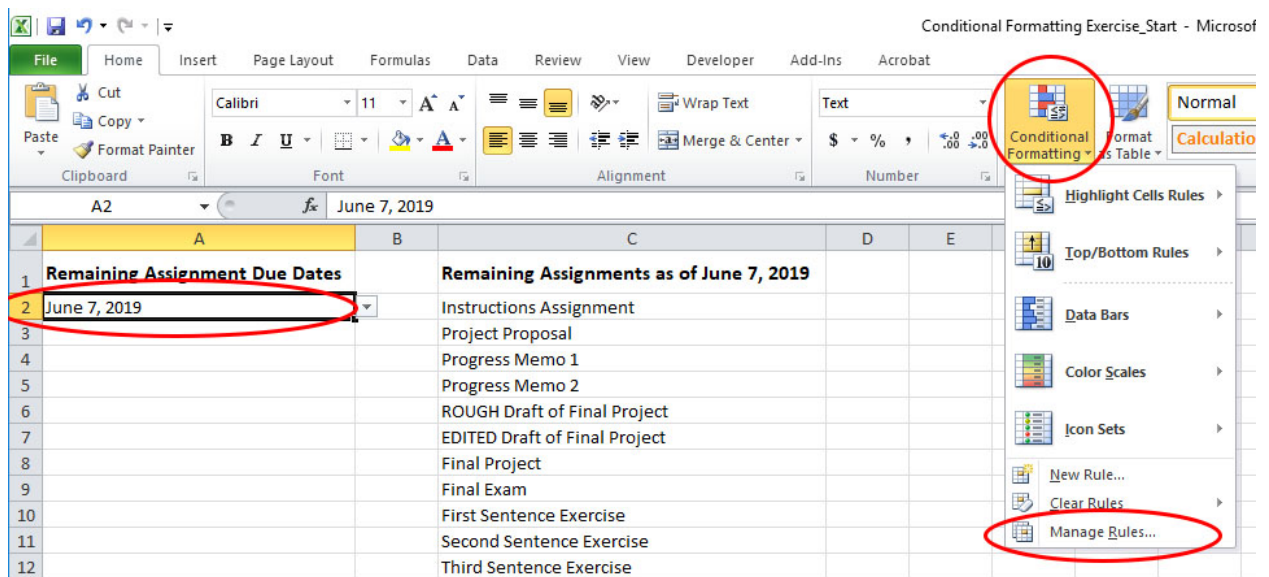 Conditional Formatting Exercise_Start - Microsof
File Home Insert Page Layout Formulas Data Review View Developer Add-Ins Acrobat
Paste
Cut
Copy
Format Painter
Clipboard
Calibri 11 A A
B I U A
Font
Wrap Text
Merge & Center
Alignment
Text
$ % , .0 .00 .00 .0
Number
Conditional Formatting
Format as Table
Normal
Calculatio
A2 fx June 7, 2019
A B C D E
1 Remaining Assignment Due Dates Remaining Assignments as of June 7, 2019
2 June 7, 2019 Instructions Assignment
3 Project Proposal
4 Progress Memo 1
5 Progress Memo 2
6 ROUGH Draft of Final Project
7 EDITED Draft of Final Project
8 Final Project
9 Final Exam
10 First Sentence Exercise
11 Second Sentence Exercise
12 Third Sentence Exercise
Highlight Cells Rules
10 Top/Bottom Rules
Data Bars
Color Scales
Icon Sets
New Rule...
Clear Rules
Manage Rules...